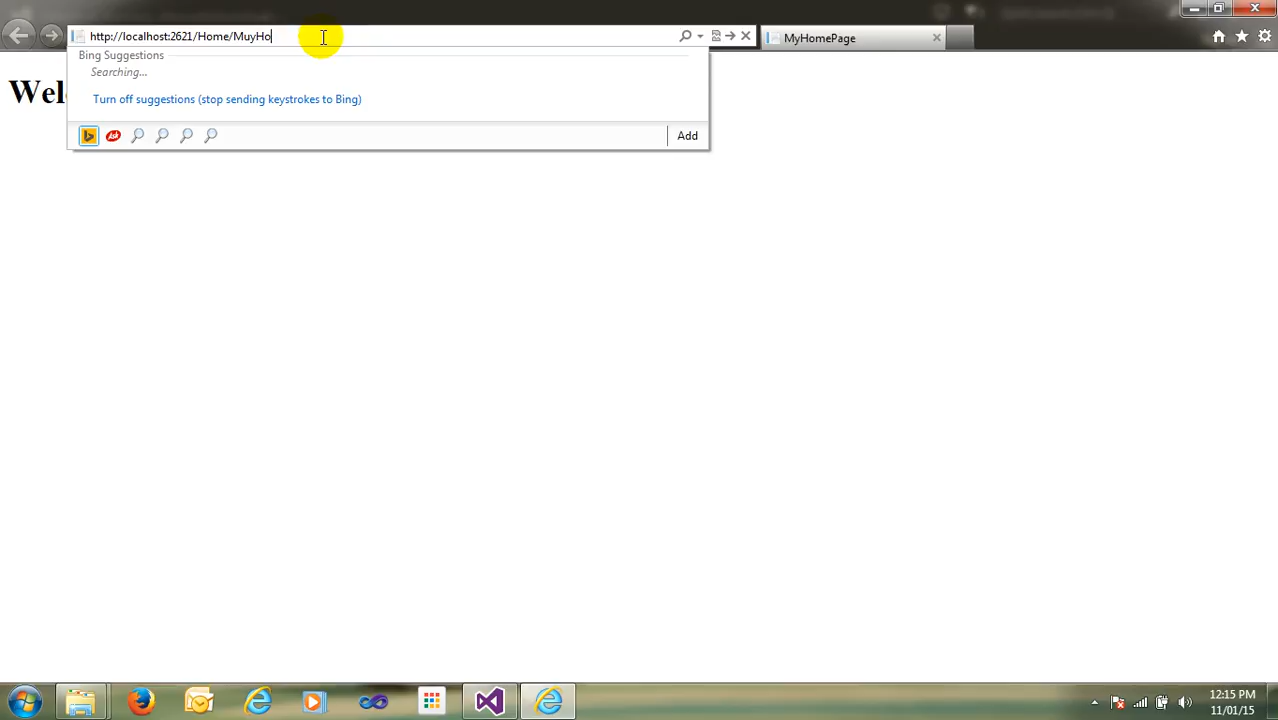 http://localhost:2621/Home/MuyHo
MyHomePage
Bing Suggestions
Searching...
Wel
Turn off suggestions (stop sending keystrokes to Bing)
ask
Add
12:15 PM
11/01/15